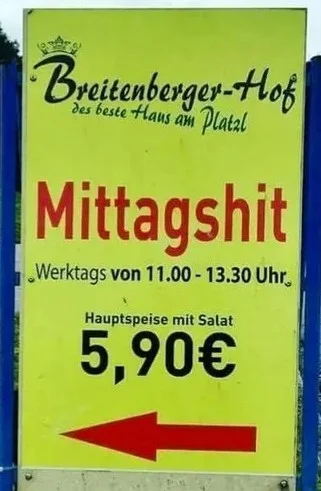 Breitenberger-Hof
des beste Haus am Platzl
Mittagshit
Werktags von 11.00 - 13.30 Uhr
Hauptspeise mit Salat
5,90€